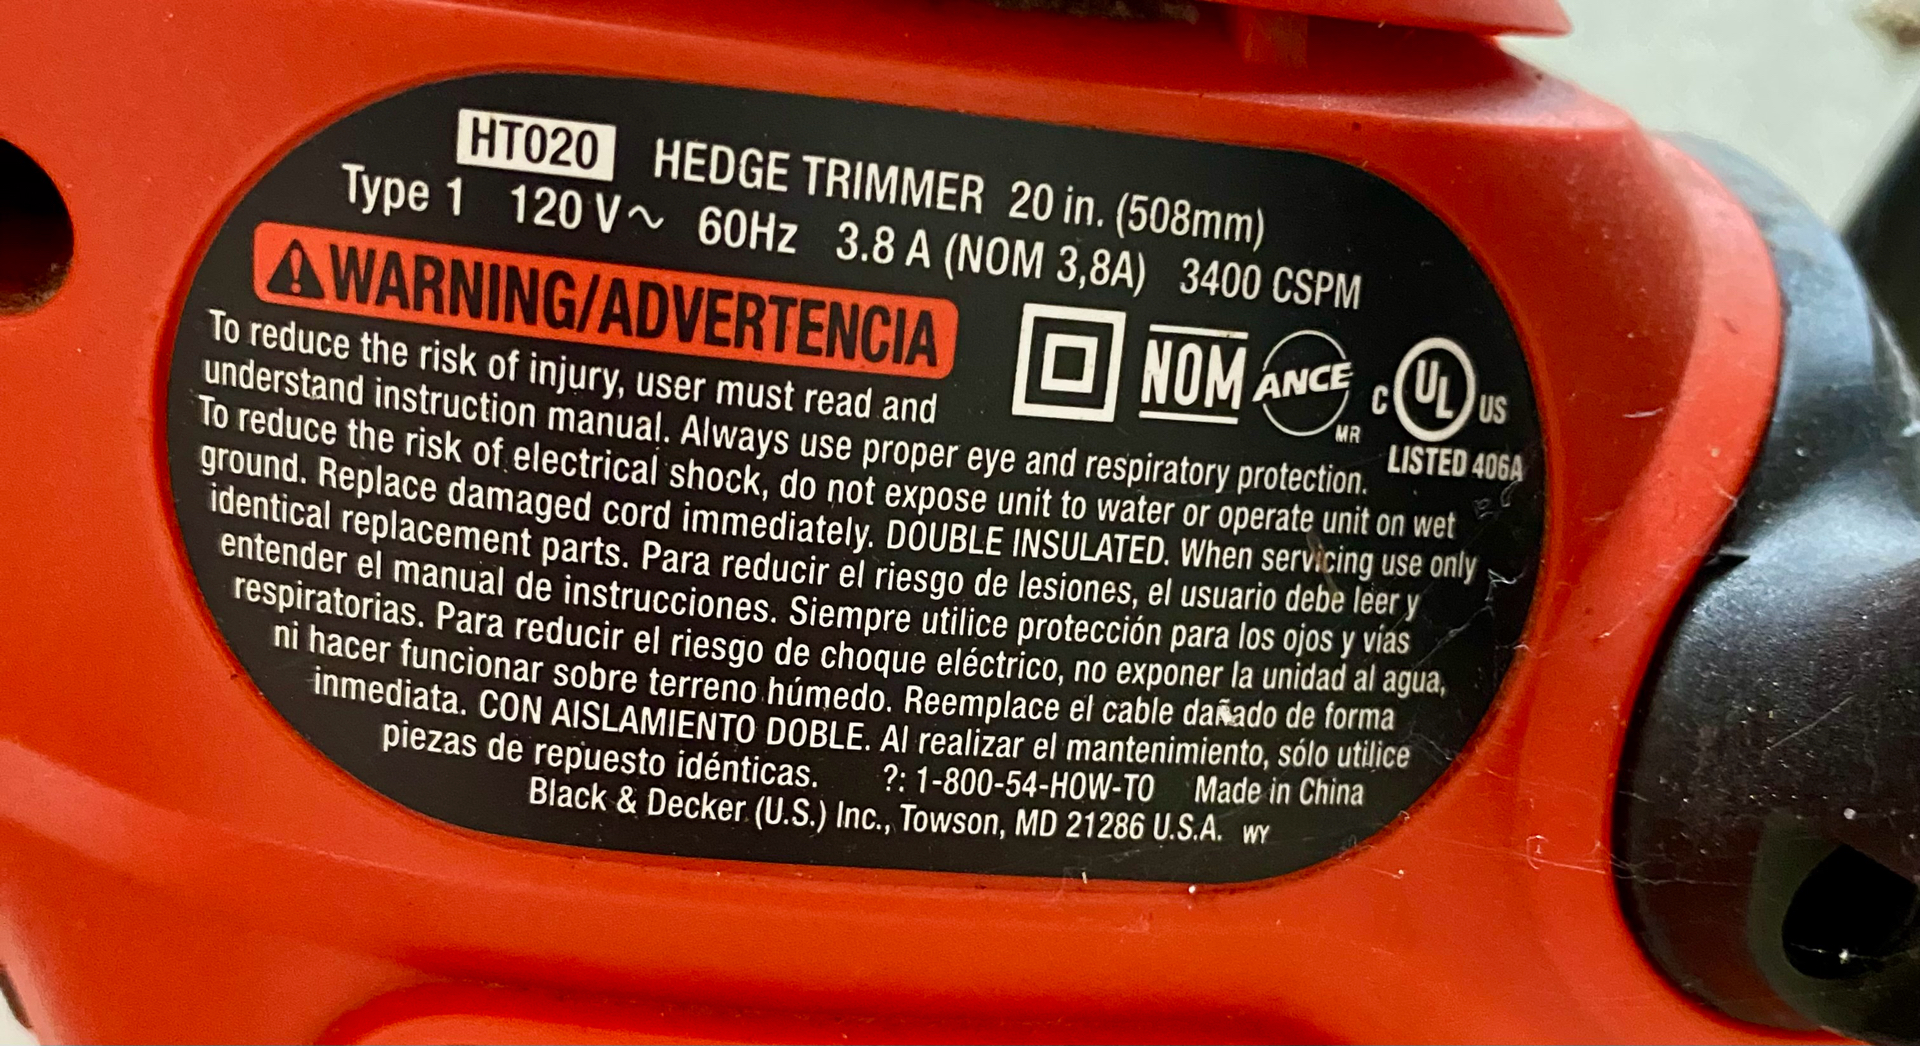 HT020 HEDGE TRIMMER 20 in. (508mm)
Type 1 120 V~ 60Hz 3.8 A (NOM 3,8A) 3400 CSPM
WARNING/ADVERTENCIA
NOM ANCE MR C UL US
LISTED 406A
To reduce the risk of injury, user must read and
understand instruction manual. Always use proper eye and respiratory protection.
To reduce the risk of electrical shock, do not expose unit to water or operate unit on wet
ground. Replace damaged cord immediately. DOUBLE INSULATED. When servicing use only
identical replacement parts. Para reducir el riesgo de lesiones, el usuario debe leer y
entender el manual de instrucciones. Siempre utilice protección para los ojos y vías
respiratorias. Para reducir el riesgo de choque eléctrico, no exponer la unidad al agua,
ni hacer funcionar sobre terreno húmedo. Reemplace el cable dañado de forma
inmediata. CON AISLAMIENTO DOBLE. Al realizar el mantenimiento, sólo utilice
piezas de repuesto idénticas. ?: 1-800-54-HOW-TO Made in China
Black & Decker (U.S.) Inc., Towson, MD 21286 U.S.A. WY